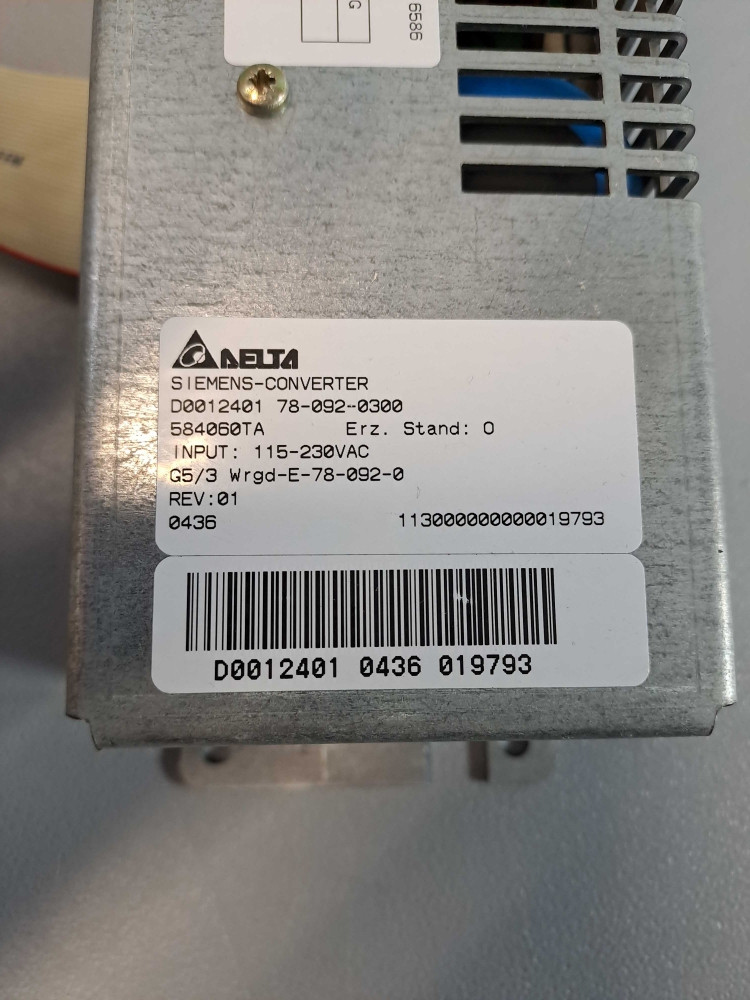 6586
G
DELTA
SIEMENS-CONVERTER
D0012401 78-092-0300
584060TA Erz. Stand: O
INPUT: 115-230VAC
G5/3 Wrgd-E-78-092-0
REV:01
0436 113000000000019793
D0012401 0436 019793